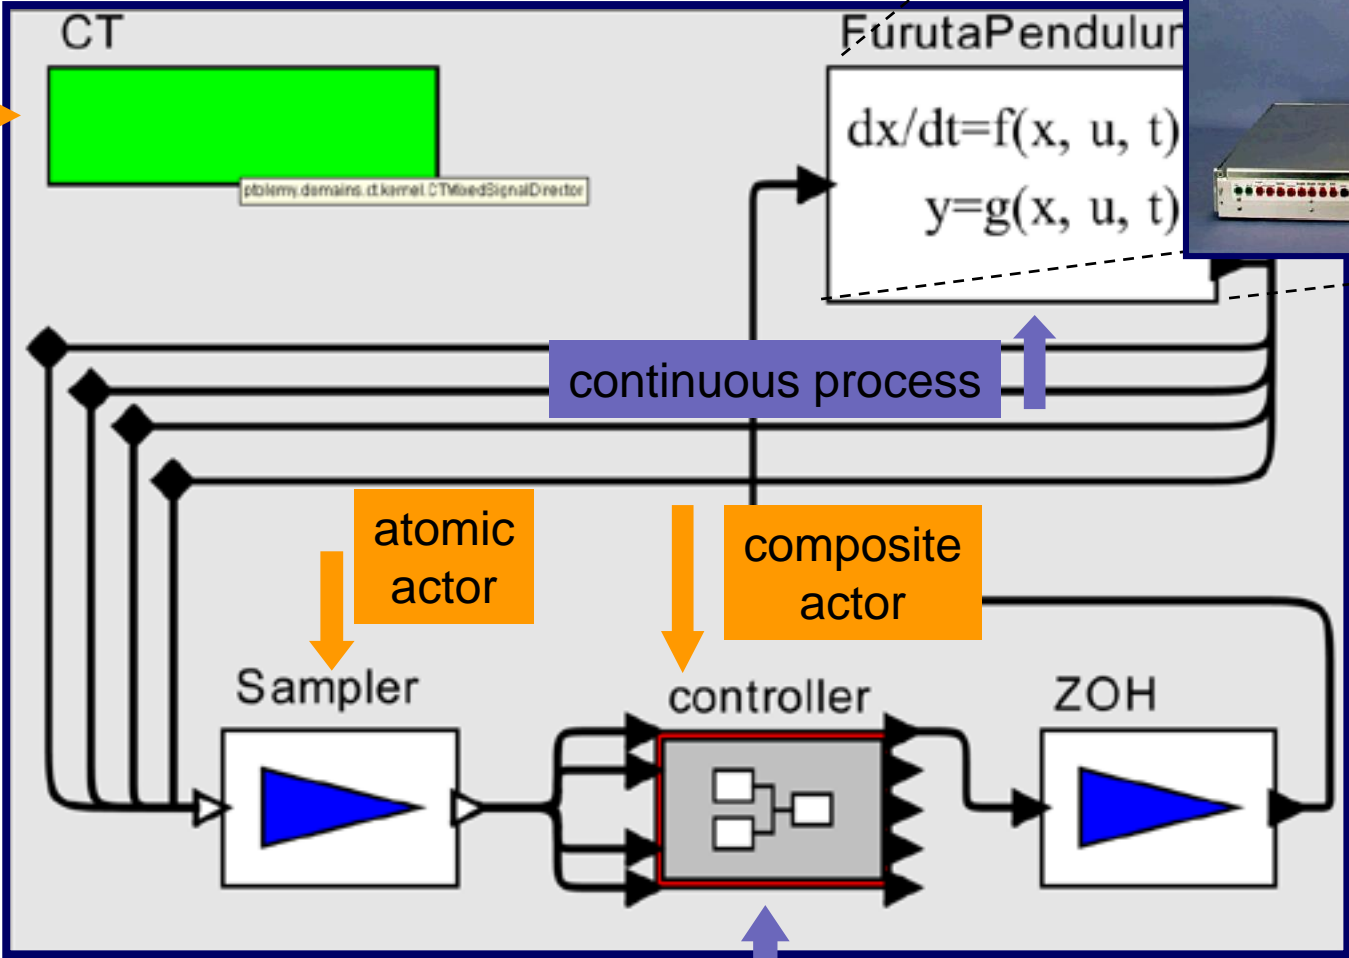 CT
FurutaPendulum
dx/dt=f(x, u, t)
y=g(x, u, t)
ptolemy.domains.ct.kernel.CTMixedSignalDirector
continuous process
atomic
actor
composite
actor
Sampler
controller
ZOH